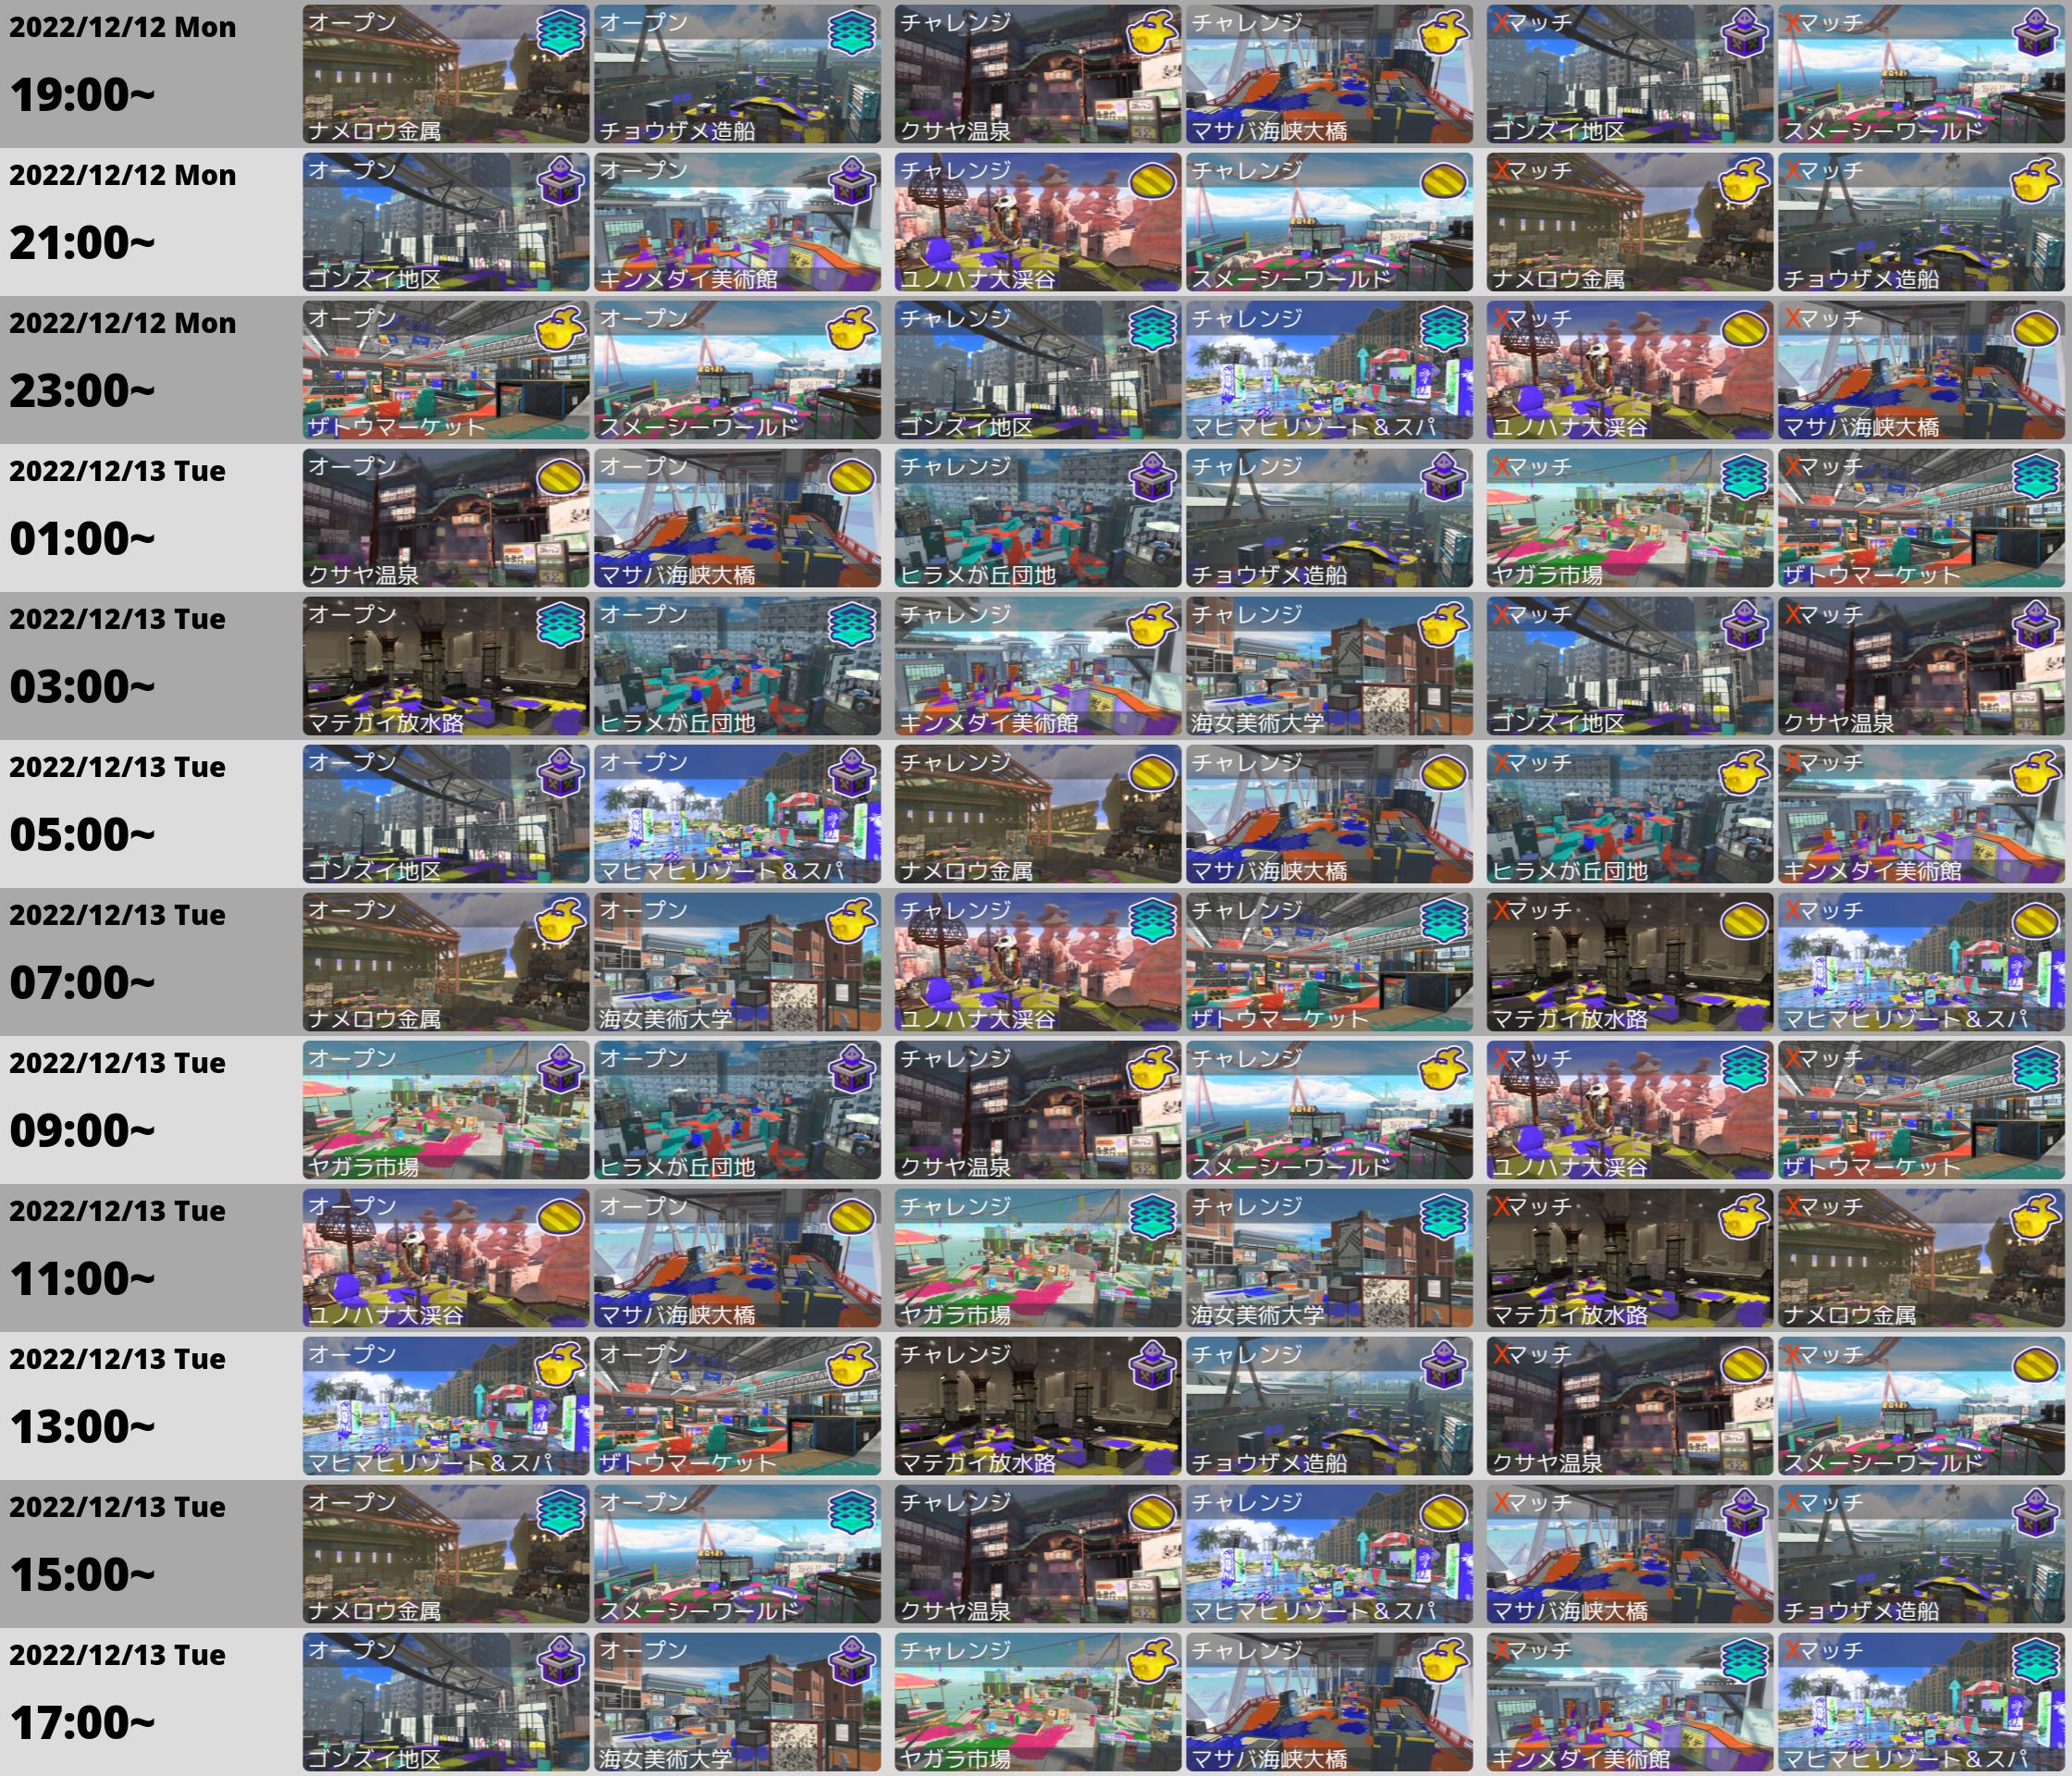 2022/12/12 Mon
19:00~
オープン オープン チャレンジ チャレンジ Xマッチ Xマッチ
ナメロウ金属 チョウザメ造船 クサヤ温泉 マサバ海峡大橋 ゴンズイ地区 スメーシーワールド
2022/12/12 Mon
21:00~
オープン オープン チャレンジ チャレンジ Xマッチ Xマッチ
ゴンズイ地区 キンメダイ美術館 ユノハナ大渓谷 スメーシーワールド ナメロウ金属 チョウザメ造船
2022/12/12 Mon
23:00~
オープン オープン チャレンジ チャレンジ Xマッチ Xマッチ
ザトウマーケット スメーシーワールド ゴンズイ地区 マヒマヒリゾート&スパ ユノハナ大渓谷 マサバ海峡大橋
2022/12/13 Tue
01:00~
オープン オープン チャレンジ チャレンジ Xマッチ Xマッチ
クサヤ温泉 マサバ海峡大橋 ヒラメが丘団地 チョウザメ造船 ヤガラ市場 ザトウマーケット
2022/12/13 Tue
03:00~
オープン オープン チャレンジ チャレンジ Xマッチ Xマッチ
マテガイ放水路 ヒラメが丘団地 キンメダイ美術館 海女美術大学 ゴンズイ地区 クサヤ温泉
2022/12/13 Tue
05:00~
オープン オープン チャレンジ チャレンジ Xマッチ Xマッチ
ゴンズイ地区 マヒマヒリゾート&スパ ナメロウ金属 マサバ海峡大橋 ヒラメが丘団地 キンメダイ美術館
2022/12/13 Tue
07:00~
オープン オープン チャレンジ チャレンジ Xマッチ Xマッチ
ナメロウ金属 海女美術大学 ユノハナ大渓谷 ザトウマーケット マテガイ放水路 マヒマヒリゾート&スパ
2022/12/13 Tue
09:00~
オープン オープン チャレンジ チャレンジ Xマッチ Xマッチ
ヤガラ市場 ヒラメが丘団地 クサヤ温泉 スメーシーワールド ユノハナ大渓谷 ザトウマーケット
2022/12/13 Tue
11:00~
オープン オープン チャレンジ チャレンジ Xマッチ Xマッチ
ユノハナ大渓谷 マサバ海峡大橋 ヤガラ市場 海女美術大学 マテガイ放水路 ナメロウ金属
2022/12/13 Tue
13:00~
オープン オープン チャレンジ チャレンジ Xマッチ Xマッチ
マヒマヒリゾート&スパ ザトウマーケット マテガイ放水路 チョウザメ造船 クサヤ温泉 スメーシーワールド
2022/12/13 Tue
15:00~
オープン オープン チャレンジ チャレンジ Xマッチ Xマッチ
ナメロウ金属 スメーシーワールド クサヤ温泉 マヒマヒリゾート&スパ マサバ海峡大橋 チョウザメ造船
2022/12/13 Tue
17:00~
オープン オープン チャレンジ チャレンジ Xマッチ Xマッチ
ゴンズイ地区 海女美術大学 ヤガラ市場 マサバ海峡大橋 キンメダイ美術館 マヒマヒリゾート&スパ